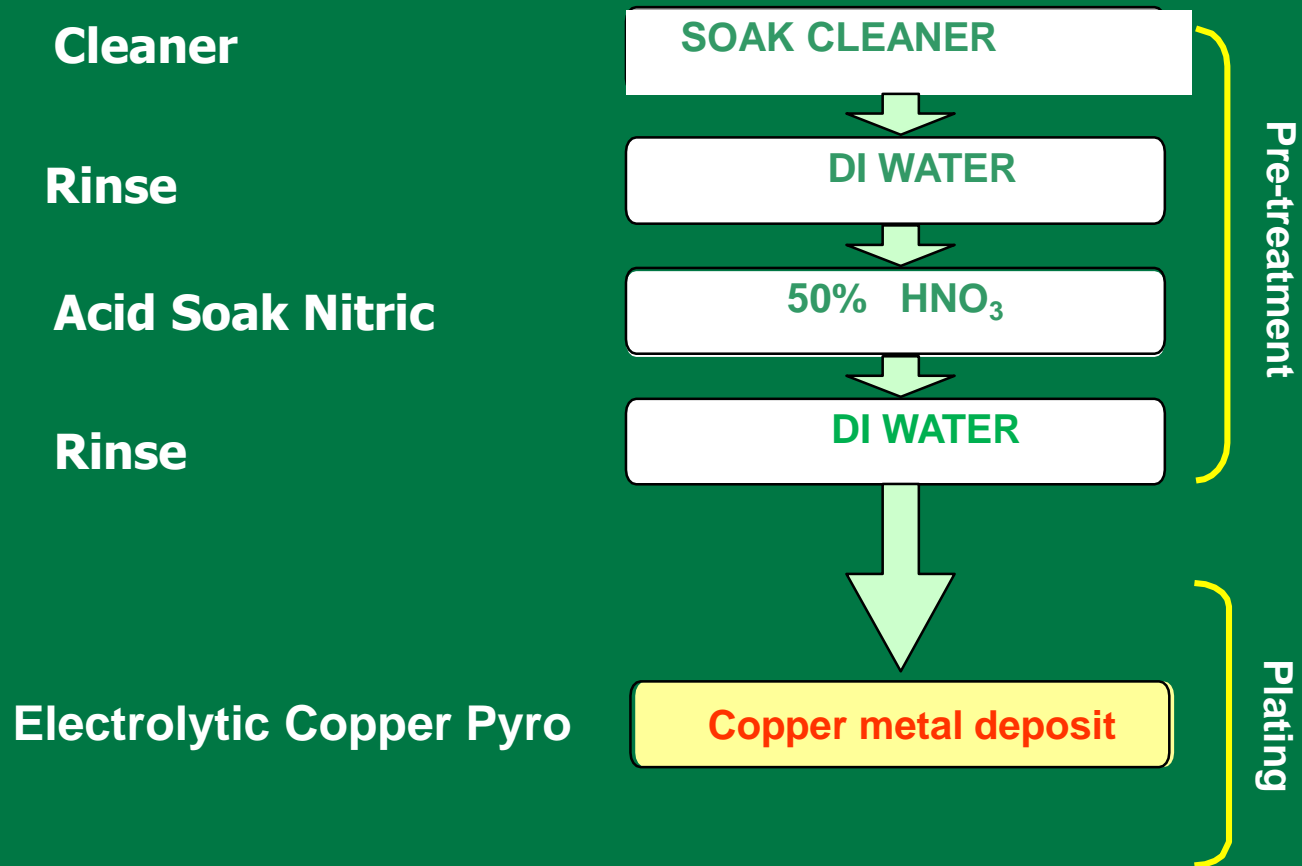 Cleaner
SOAK CLEANER
Rinse
DI WATER
Acid Soak Nitric
50% HNO₃
Rinse
DI WATER
Pre-treatment
Electrolytic Copper Pyro
Copper metal deposit
Plating